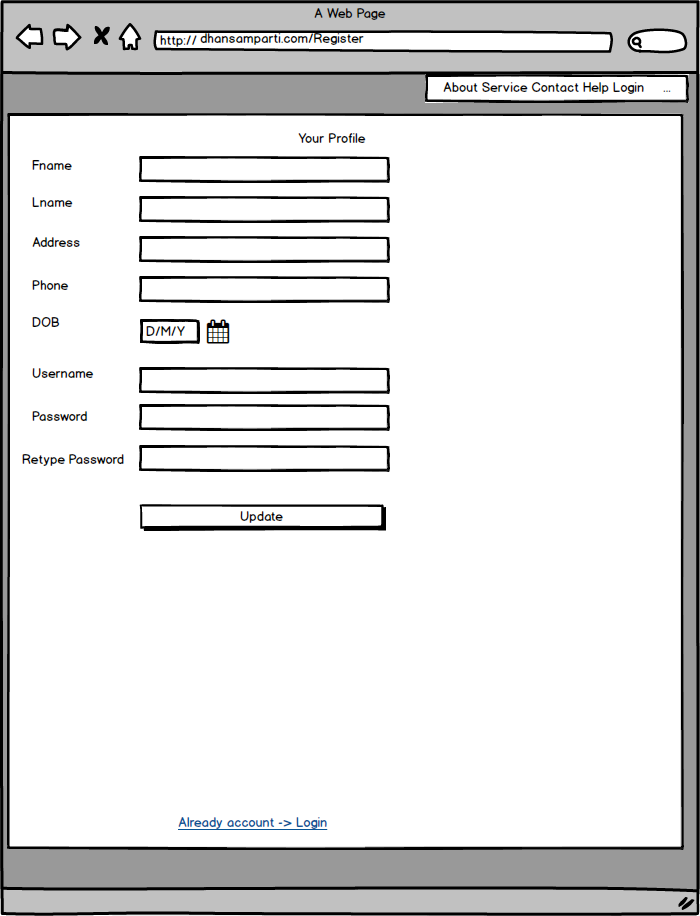 A Web Page
http:// dhansamparti.com/Register
About Service Contact Help Login ...
Your Profile
Fname
Lname
Address
Phone
DOB D/M/Y
Username
Password
Retype Password
Update
Already account -> Login